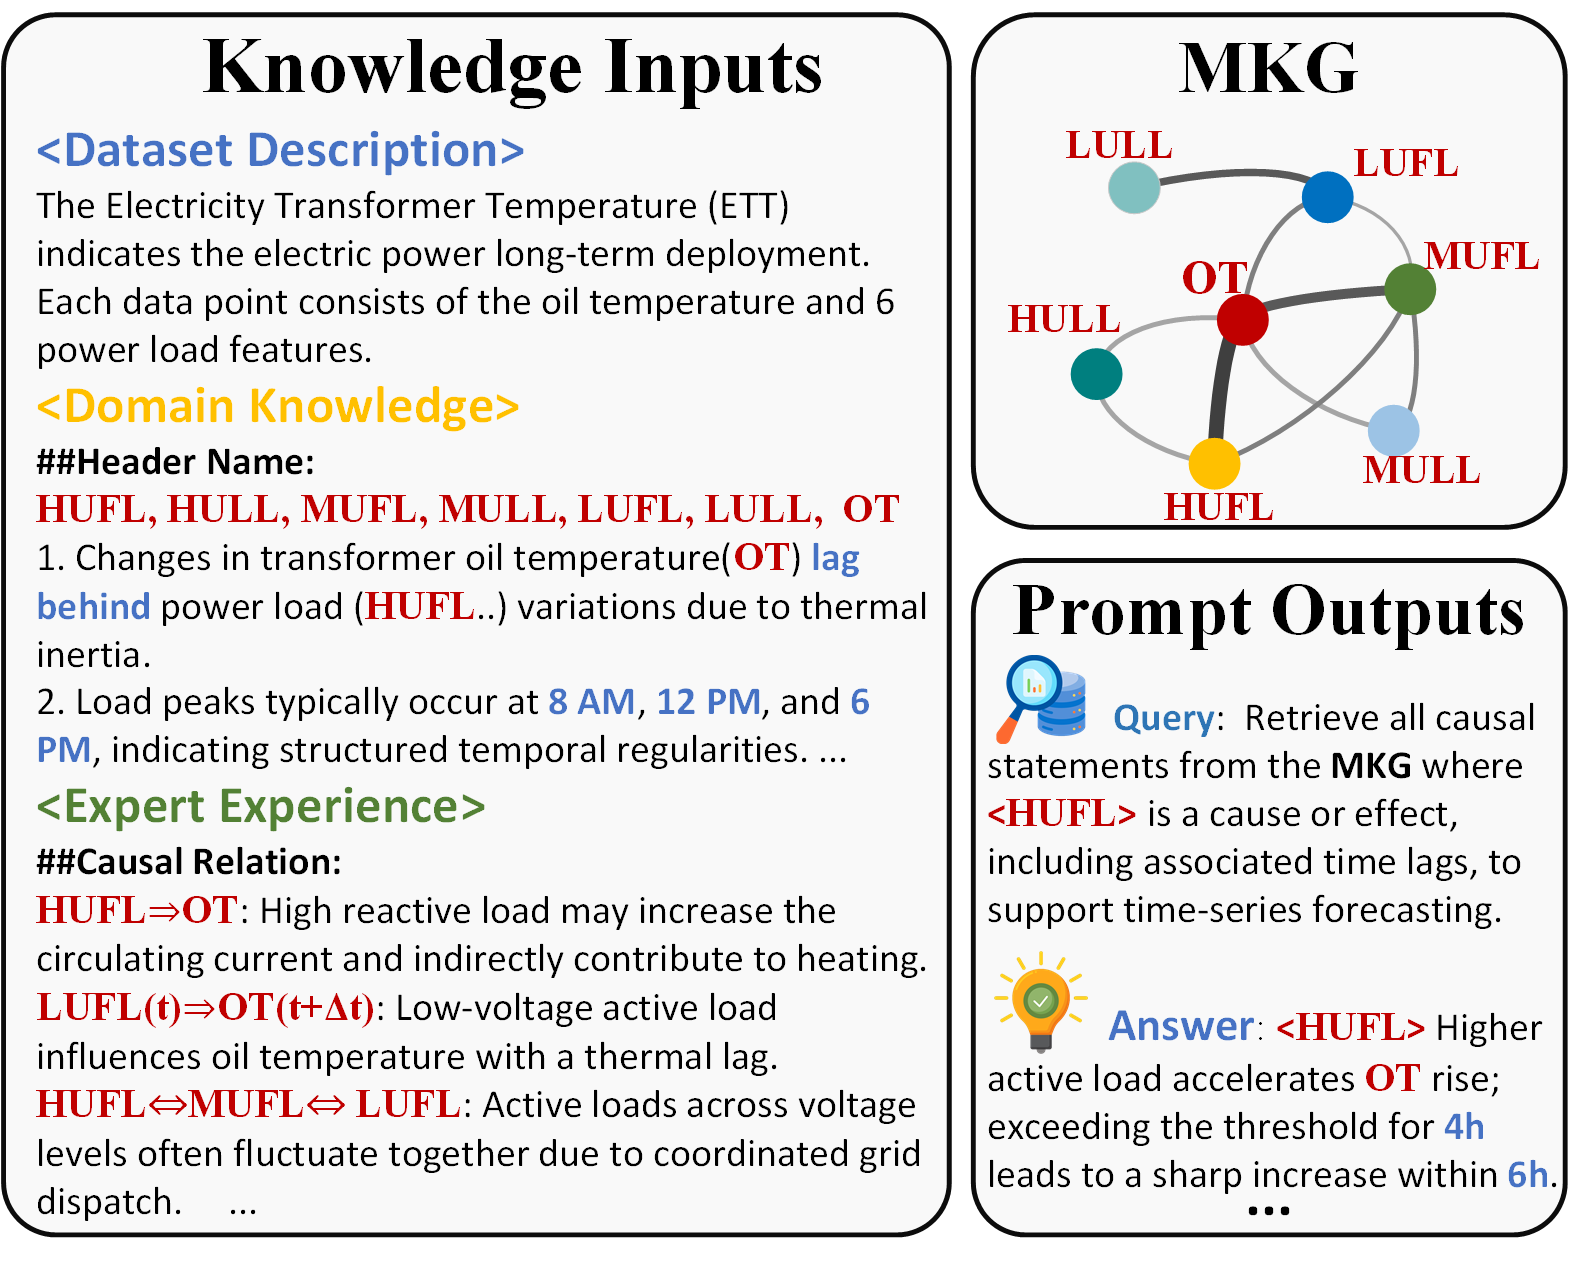 Knowledge Inputs
<Dataset Description>
The Electricity Transformer Temperature (ETT)
indicates the electric power long-term deployment.
Each data point consists of the oil temperature and 6
power load features.
<Domain Knowledge>
##Header Name:
HUFL, HULL, MUFL, MULL, LUFL, LULL, OT
1. Changes in transformer oil temperature(OT) lag
behind power load (HUFL..) variations due to thermal
inertia.
2. Load peaks typically occur at 8 AM, 12 PM, and 6
PM, indicating structured temporal regularities. ...
<Expert Experience>
##Causal Relation:
HUFL⇒OT: High reactive load may increase the
circulating current and indirectly contribute to heating.
LUFL(t)⇒OT(t+Δt): Low-voltage active load
influences oil temperature with a thermal lag.
HUFL⇔MUFL⇔ LUFL: Active loads across voltage
levels often fluctuate together due to coordinated grid
dispatch. ...
MKG
LULL
LUFL
MUFL
OT
HULL
MULL
HUFL
Prompt Outputs
Query: Retrieve all causal
statements from the MKG where
<HUFL> is a cause or effect,
including associated time lags, to
support time-series forecasting.
Answer: <HUFL> Higher
active load accelerates OT rise;
exceeding the threshold for 4h
leads to a sharp increase within 6h.
...